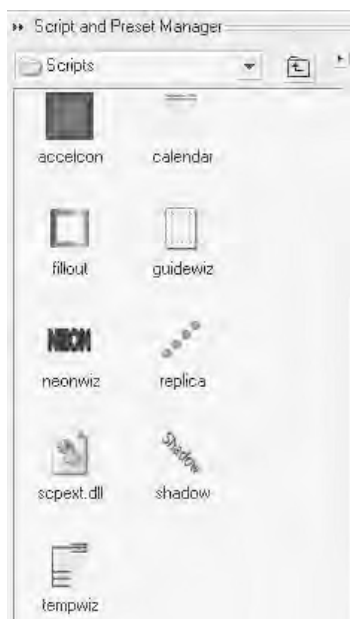 Script and Preset Manager
Scripts
accelcon calendar
fillout guidewiz
NEON
neonwiz replica
Shadow
scpext.dll shadow
tempwiz